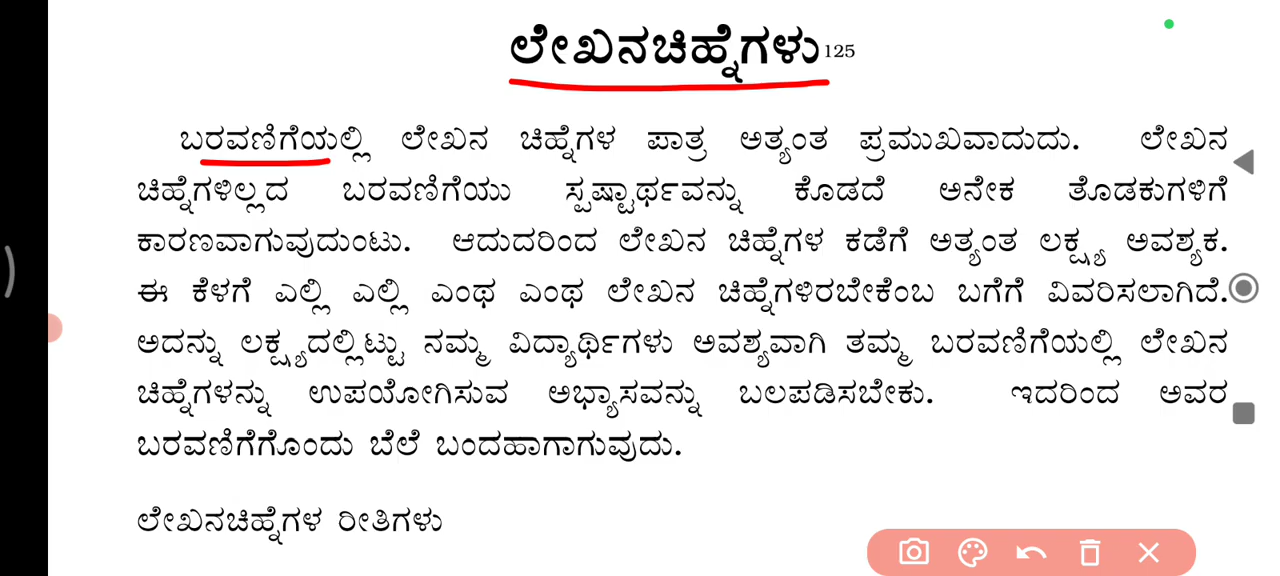 ಲೇಖನಚಿಹ್ನೆಗಳು125
ಬರವಣಿಗೆಯಲ್ಲಿ ಲೇಖನ ಚಿಹ್ನೆಗಳ ಪಾತ್ರ ಅತ್ಯಂತ ಪ್ರಮುಖವಾದುದು. ಲೇಖನ
ಚಿಹ್ನೆಗಳಿಲ್ಲದ ಬರವಣಿಗೆಯು ಸ್ಪಷ್ಟಾರ್ಥವನ್ನು ಕೊಡದೆ ಅನೇಕ ತೊಡಕುಗಳಿಗೆ
ಕಾರಣವಾಗುವುದುಂಟು. ಆದುದರಿಂದ ಲೇಖನ ಚಿಹ್ನೆಗಳ ಕಡೆಗೆ ಅತ್ಯಂತ ಲಕ್ಷ್ಯ ಅವಶ್ಯಕ.
ಈ ಕೆಳಗೆ ಎಲ್ಲಿ ಎಲ್ಲಿ ಎಂಥ ಎಂಥ ಲೇಖನ ಚಿಹ್ನೆಗಳಿರಬೇಕೆಂಬ ಬಗೆಗೆ ವಿವರಿಸಲಾಗಿದೆ.
ಅದನ್ನು ಲಕ್ಷ್ಯದಲ್ಲಿಟ್ಟು ನಮ್ಮ ವಿದ್ಯಾರ್ಥಿಗಳು ಅವಶ್ಯವಾಗಿ ತಮ್ಮ ಬರವಣಿಗೆಯಲ್ಲಿ ಲೇಖನ
ಚಿಹ್ನೆಗಳನ್ನು ಉಪಯೋಗಿಸುವ ಅಭ್ಯಾಸವನ್ನು ಬಲಪಡಿಸಬೇಕು. ಇದರಿಂದ ಅವರ
ಬರವಣಿಗೆಗೊಂದು ಬೆಲೆ ಬಂದಹಾಗಾಗುವುದು.
ಲೇಖನಚಿಹ್ನೆಗಳ ರೀತಿಗಳು